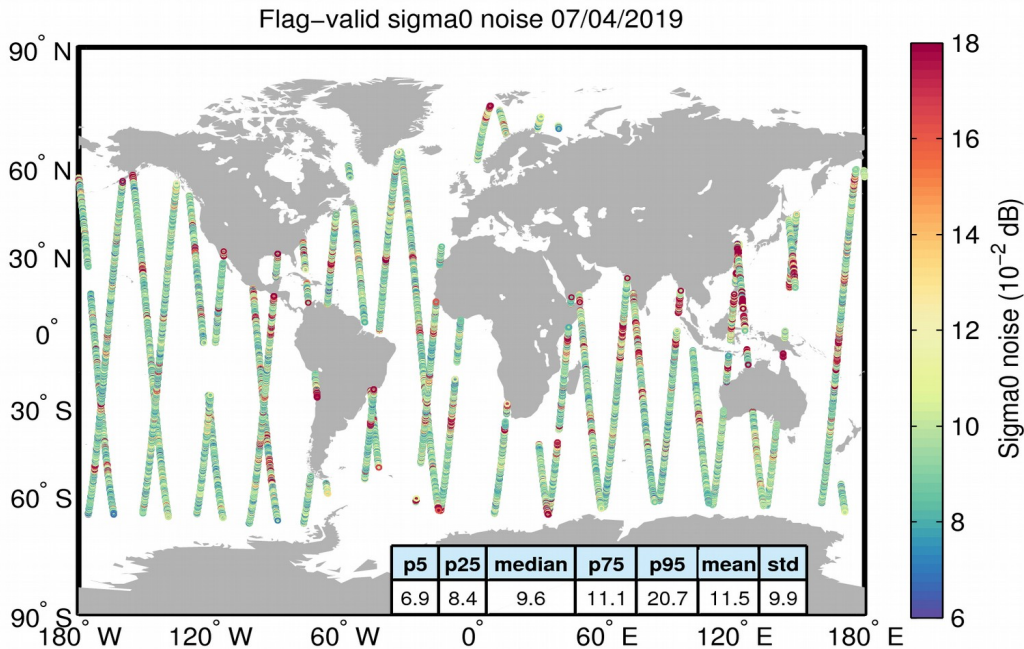 Flag−valid sigma0 noise 07/04/2019
90° N
60° N
30° N
0°
30° S
60° S
90° S
180° W
120° W
60° W
0°
60° E
120° E
180° E
p5 p25 median p75 p95 mean std
6.9 8.4 9.6 11.1 20.7 11.5 9.9
18
16
14
12
10
8
6
Sigma0 noise (10⁻² dB)